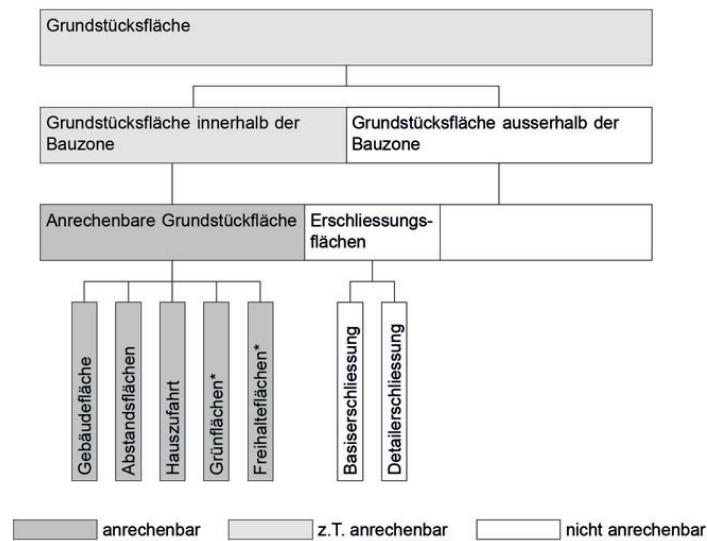 Grundstücksfläche
Grundstücksfläche innerhalb der
Bauzone
Grundstücksfläche ausserhalb der
Bauzone
Anrechenbare Grundstückfläche
Erschliessungs-
flächen
Gebäudefläche
Abstandsflächen
Hauszufahrt
Grünflächen*
Freihalteflächen*
Basiserschliessung
Detailerschliessung
anrechenbar
z.T. anrechenbar
nicht anrechenbar